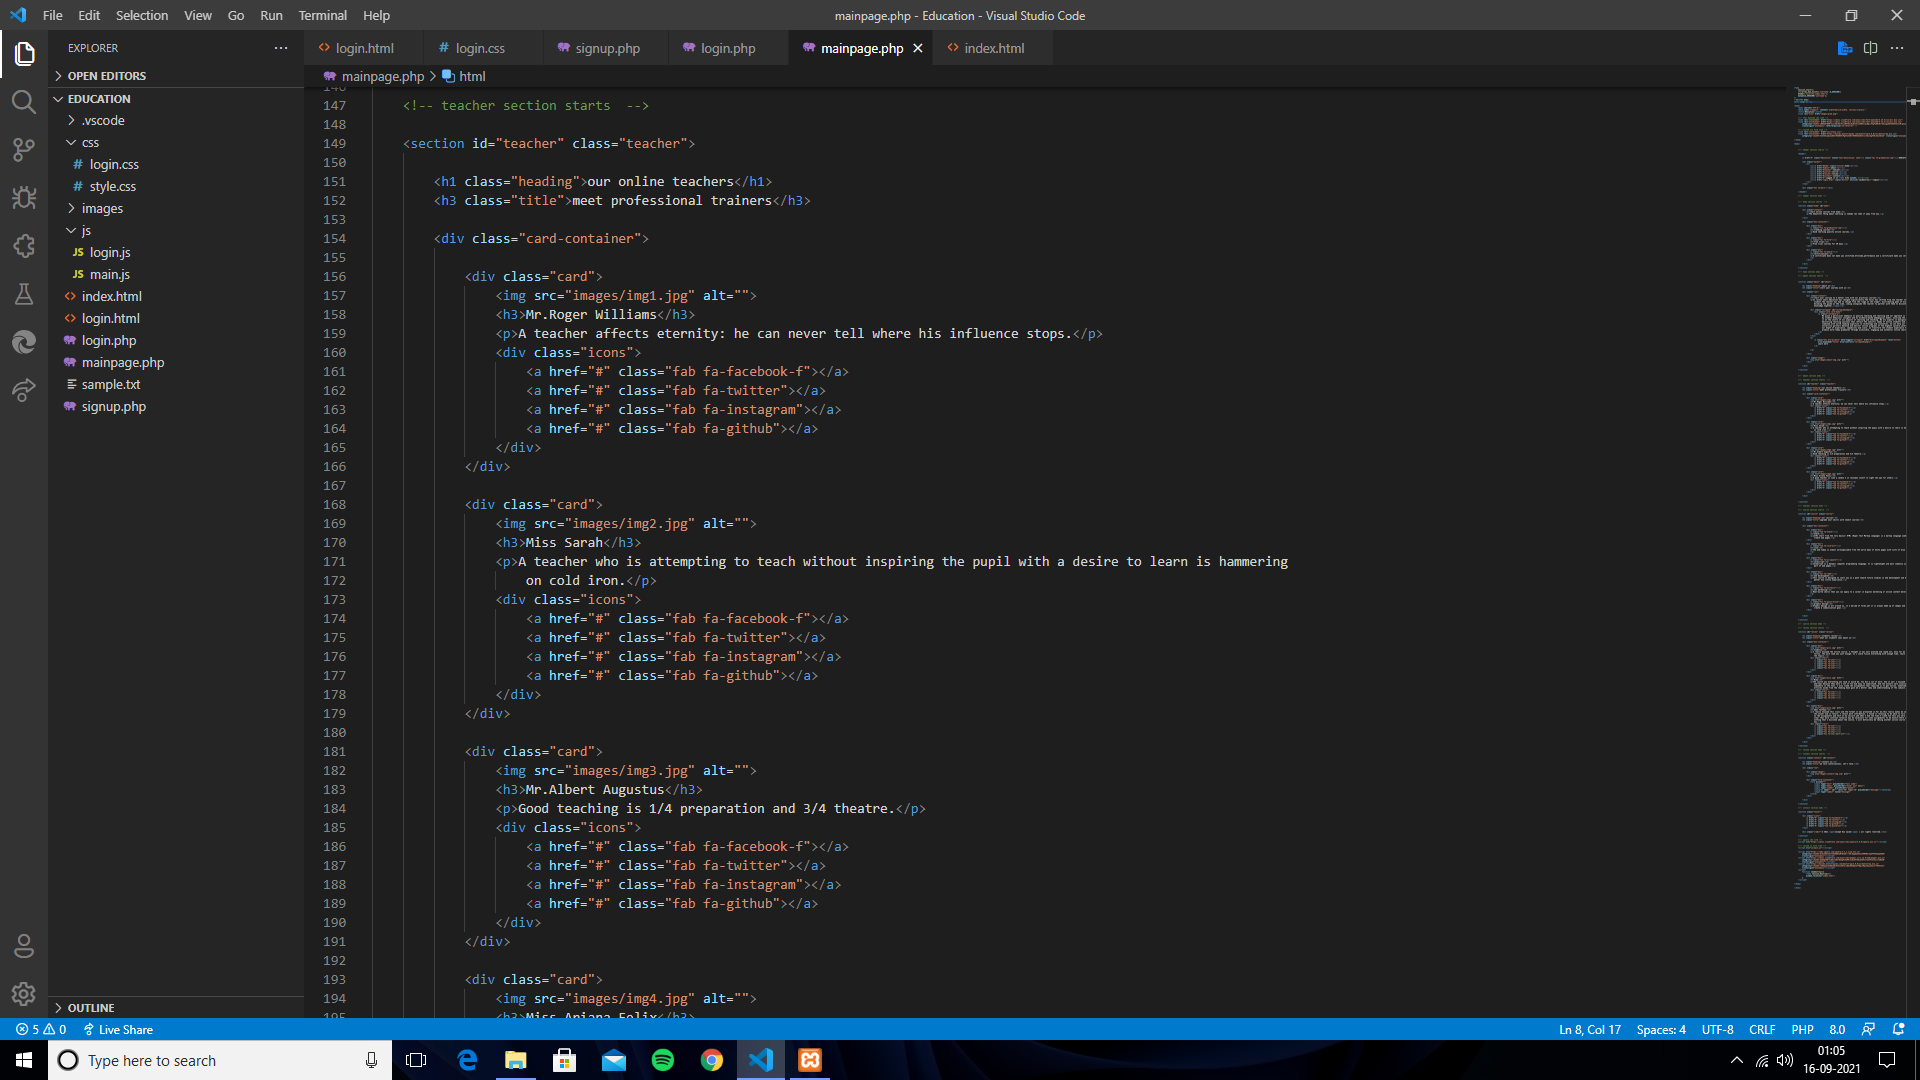 File Edit Selection View Go Run Terminal Help
mainpage.php - Education - Visual Studio Code
EXPLORER
login.html
login.css
signup.php
login.php
mainpage.php
index.html
OPEN EDITORS
mainpage.php > html
EDUCATION
.vscode
css
login.css
style.css
images
js
login.js
main.js
index.html
login.html
login.php
mainpage.php
sample.txt
signup.php
OUTLINE
146
147 <!-- teacher section starts  -->
148
149 <section id="teacher" class="teacher">
150
151 <h1 class="heading">our online teachers</h1>
152 <h3 class="title">meet professional trainers</h3>
153
154 <div class="card-container">
155
156 <div class="card">
157 <img src="images/img1.jpg" alt="">
158 <h3>Mr.Roger Williams</h3>
159 <p>A teacher affects eternity: he can never tell where his influence stops.</p>
160 <div class="icons">
161 <a href="#" class="fab fa-facebook-f"></a>
162 <a href="#" class="fab fa-twitter"></a>
163 <a href="#" class="fab fa-instagram"></a>
164 <a href="#" class="fab fa-github"></a>
165 </div>
166 </div>
167
168 <div class="card">
169 <img src="images/img2.jpg" alt="">
170 <h3>Miss Sarah</h3>
171 <p>A teacher who is attempting to teach without inspiring the pupil with a desire to learn is hammering
172 on cold iron.</p>
173 <div class="icons">
174 <a href="#" class="fab fa-facebook-f"></a>
175 <a href="#" class="fab fa-twitter"></a>
176 <a href="#" class="fab fa-instagram"></a>
177 <a href="#" class="fab fa-github"></a>
178 </div>
179 </div>
180
181 <div class="card">
182 <img src="images/img3.jpg" alt="">
183 <h3>Mr.Albert Augustus</h3>
184 <p>Good teaching is 1/4 preparation and 3/4 theatre.</p>
185 <div class="icons">
186 <a href="#" class="fab fa-facebook-f"></a>
187 <a href="#" class="fab fa-twitter"></a>
188 <a href="#" class="fab fa-instagram"></a>
189 <a href="#" class="fab fa-github"></a>
190 </div>
191 </div>
192
193 <div class="card">
194 <img src="images/img4.jpg" alt="">
195 <h3>Miss Ariana Felix</h3>
5 0 Live Share
Ln 8, Col 17 Spaces: 4 UTF-8 CRLF PHP 8.0
Type here to search
01:05
16-09-2021